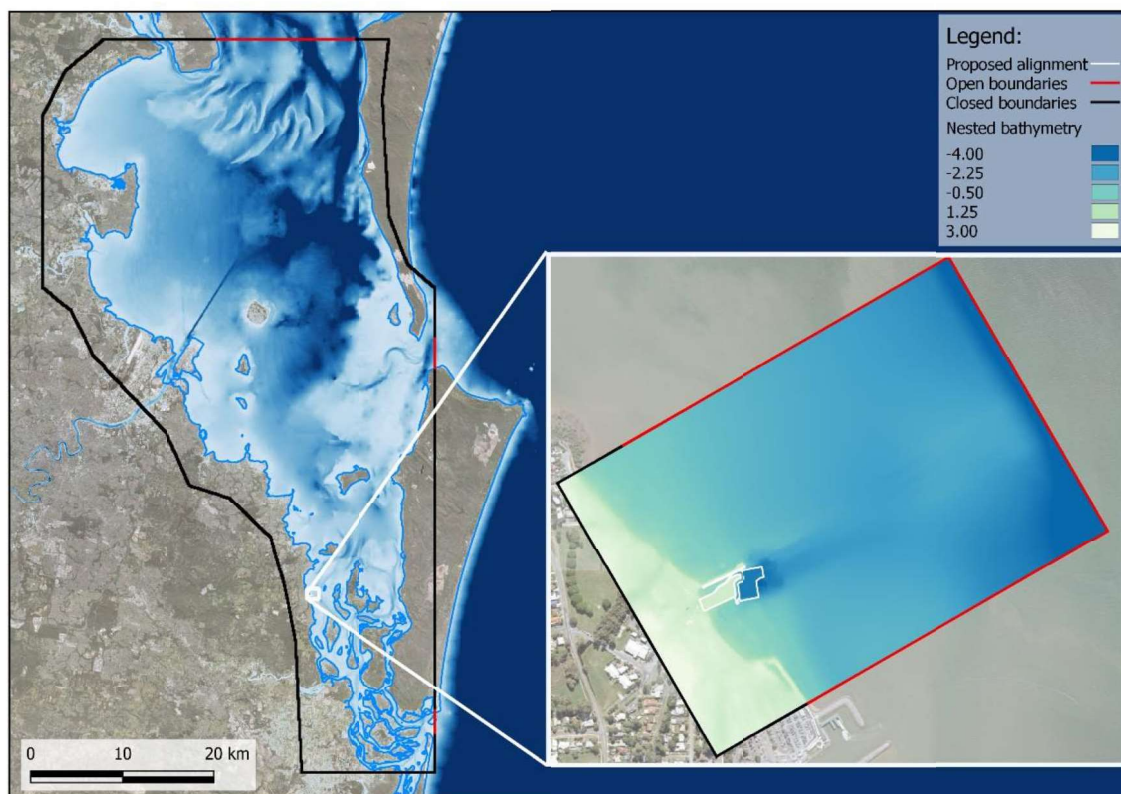 Legend:
Proposed alignment
Open boundaries
Closed boundaries
Nested bathymetry
-4.00
-2.25
-0.50
1.25
3.00
0 10 20 km